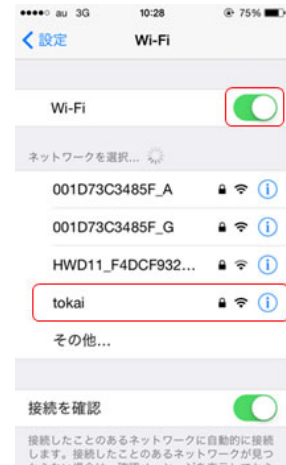 au 3G 10:28 75%
設定 Wi-Fi
Wi-Fi
ネットワークを選択...
001D73C3485F_A
001D73C3485F_G
HWD11_F4DCF932...
tokai
その他...
接続を確認
接続したことのあるネットワークに自動的に接続
します。接続したことのあるネットワークが見つ